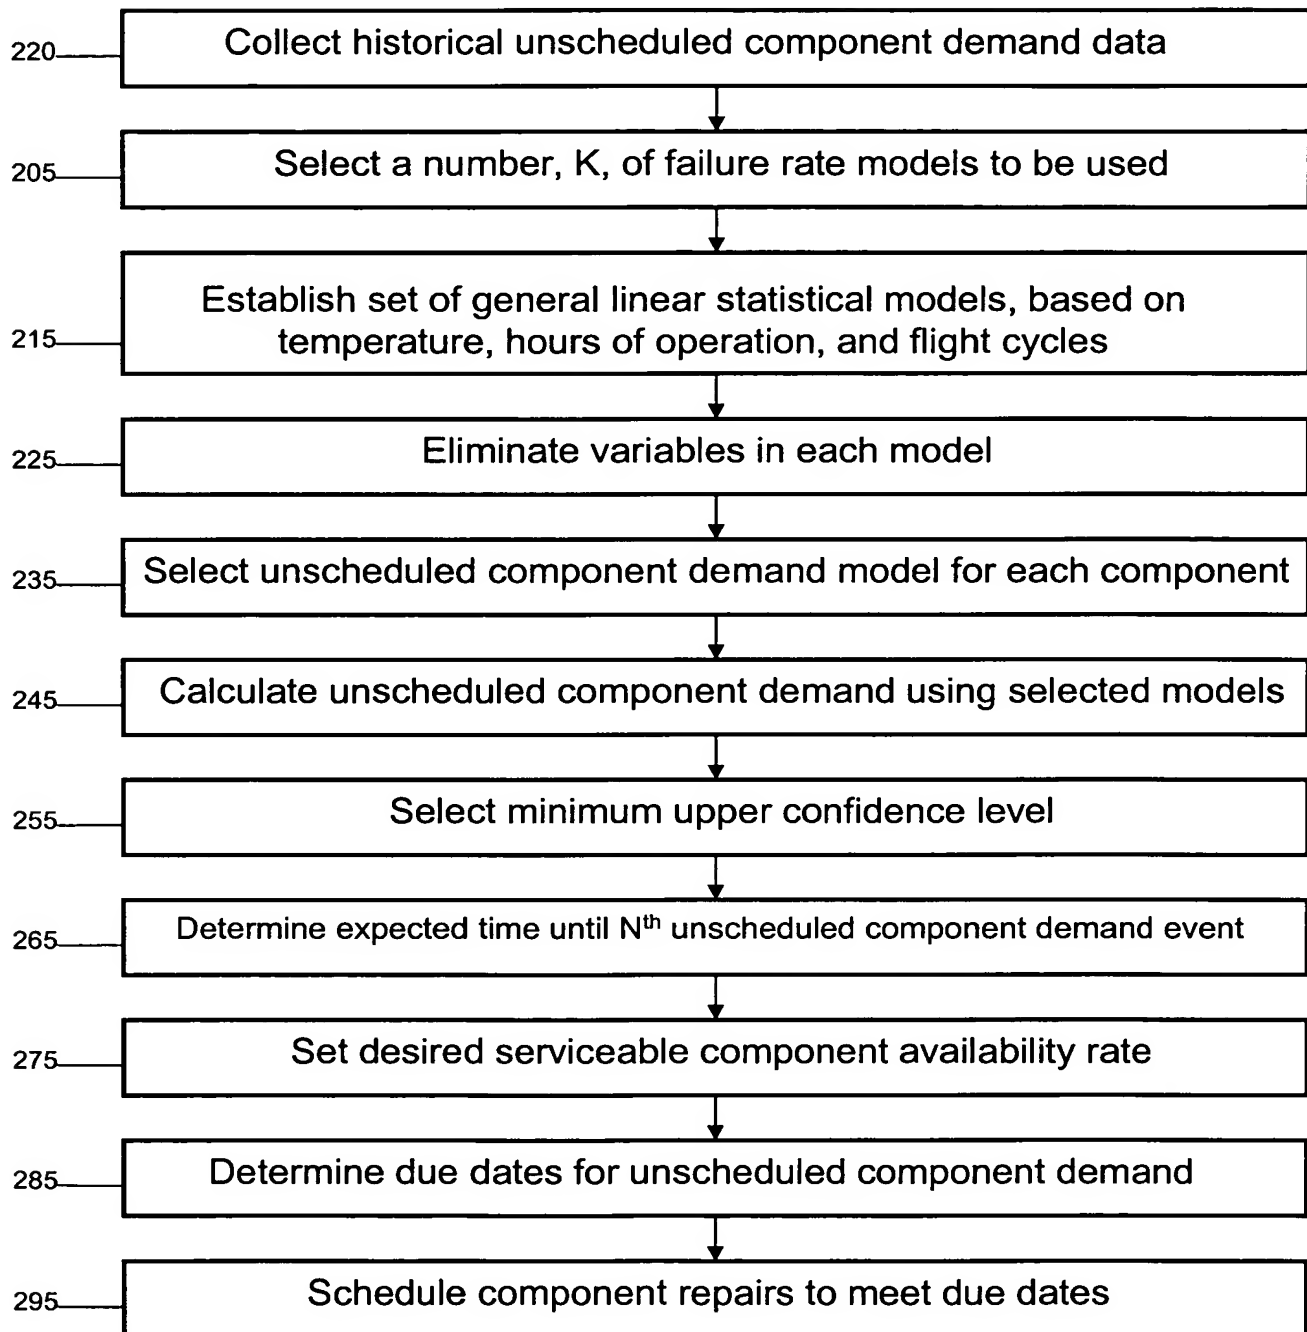 220 Collect historical unscheduled component demand data
205 Select a number, K, of failure rate models to be used
Establish set of general linear statistical models, based on
215 temperature, hours of operation, and flight cycles
225 Eliminate variables in each model
235 Select unscheduled component demand model for each component
245 Calculate unscheduled component demand using selected models
255 Select minimum upper confidence level
265 Determine expected time until Nth unscheduled component demand event
275 Set desired serviceable component availability rate
285 Determine due dates for unscheduled component demand
295 Schedule component repairs to meet due dates